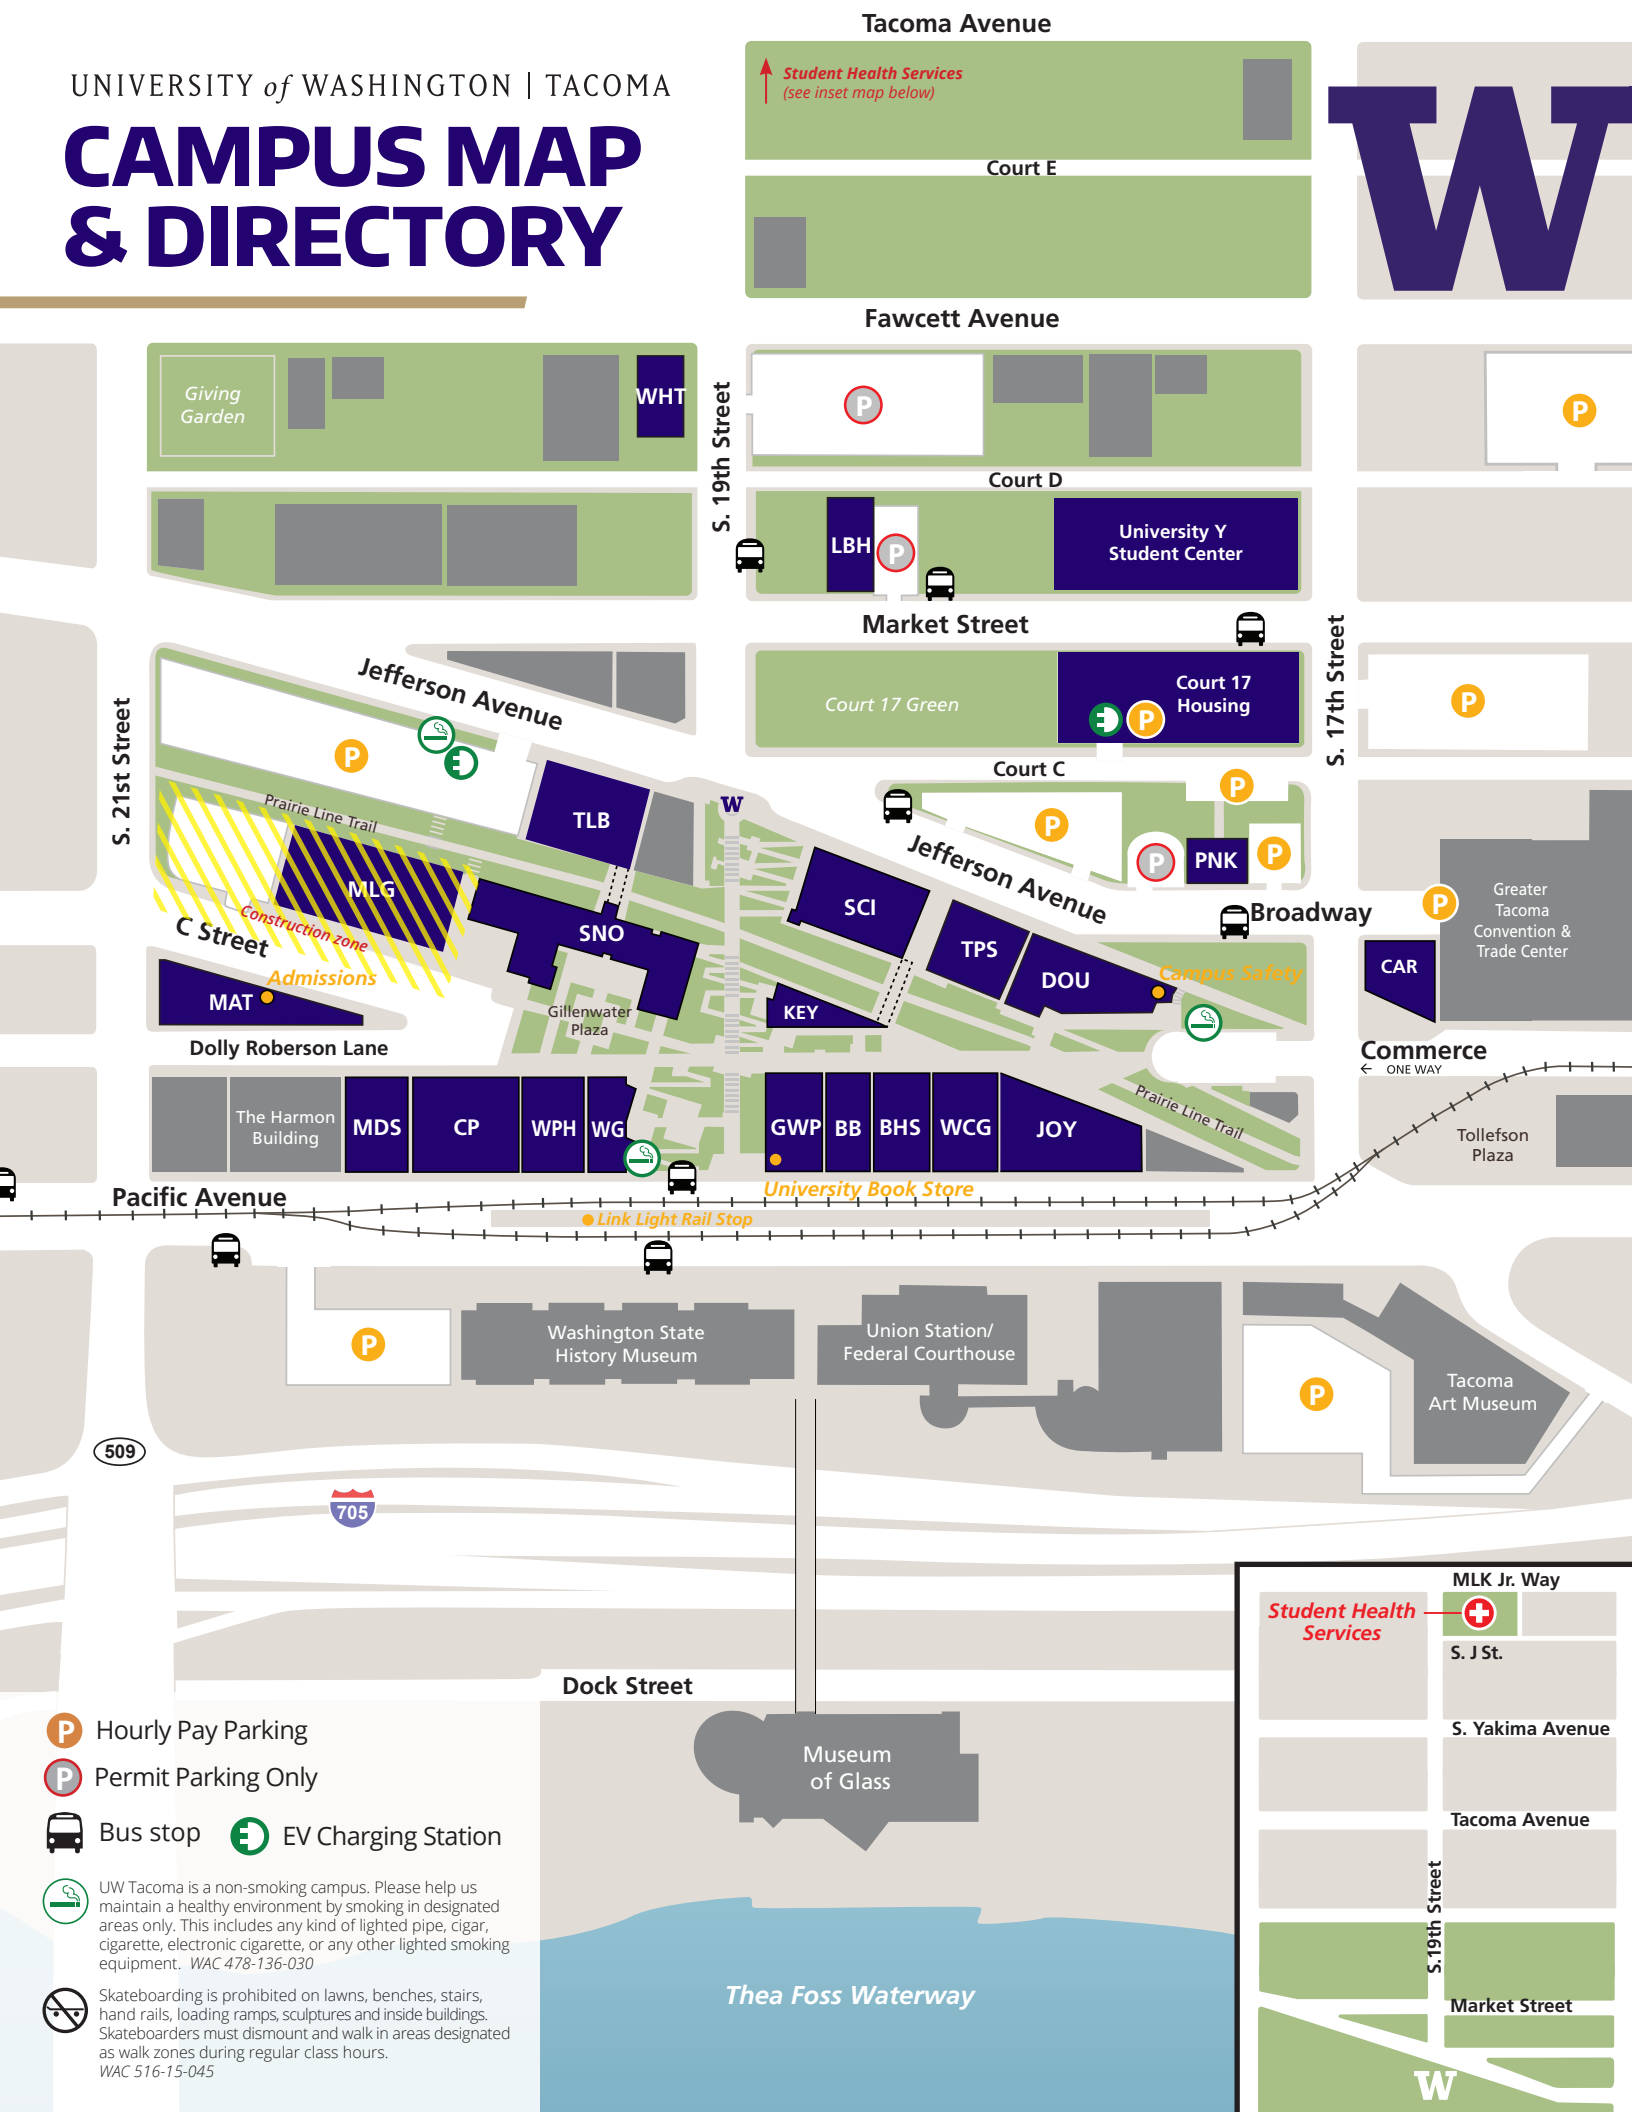 UNIVERSITY of WASHINGTON | TACOMA
CAMPUS MAP
& DIRECTORY
Tacoma Avenue
Student Health Services
(see inset map below)
Court E
W
Fawcett Avenue
Giving
Garden
WHT
S. 19th Street
P
P
Court D
LBH
P
University Y
Student Center
Market Street
Jefferson Avenue
Court 17 Green
Court 17
Housing
P
S. 17th Street
P
S. 21st Street
P
Court C
P
Prairie Line Trail
TLB
W
P
Jefferson Avenue
P
PNK
P
MLG
Construction zone
C Street
SCI
SNO
TPS
DOU
Campus Safety
Broadway
P
Greater
Tacoma
Convention &
Trade Center
CAR
Admissions
MAT
Gillenwater
Plaza
KEY
Dolly Roberson Lane
Commerce
← ONE WAY
The Harmon
Building
MDS
CP
WPH
WG
GWP
BB
BHS
WCG
JOY
Prairie Line Trail
Tollefson
Plaza
Pacific Avenue
University Book Store
Link Light Rail Stop
P
Washington State
History Museum
Union Station/
Federal Courthouse
P
Tacoma
Art Museum
509
705
Dock Street
Museum
of Glass
Thea Foss Waterway
P Hourly Pay Parking
P Permit Parking Only
Bus stop
EV Charging Station
UW Tacoma is a non-smoking campus. Please help us
maintain a healthy environment by smoking in designated
areas only. This includes any kind of lighted pipe, cigar,
cigarette, electronic cigarette, or any other lighted smoking
equipment. WAC 478-136-030
Skateboarding is prohibited on lawns, benches, stairs,
hand rails, loading ramps, sculptures and inside buildings.
Skateboarders must dismount and walk in areas designated
as walk zones during regular class hours.
WAC 516-15-045
MLK Jr. Way
Student Health
Services
S. J St.
S. Yakima Avenue
Tacoma Avenue
S.19th Street
Market Street
W